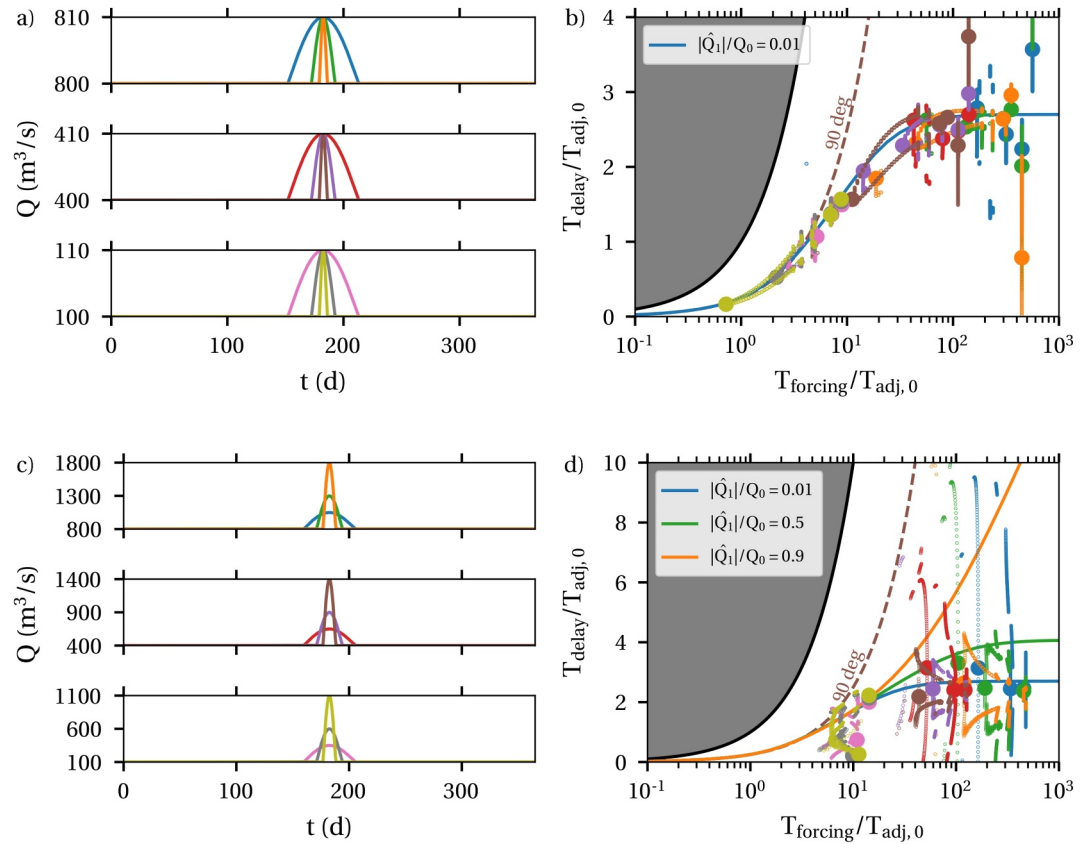 a)
810
800
410
400
110
100
Q (m³/s)
0
200
300
t (d)
b)
4
3
2
1
0
T_delay/T_adj, 0
|Q̂₁|/Q₀ = 0.01
90 deg
10⁻¹
10⁰
10¹
10²
10³
T_forcing/T_adj, 0
c)
1800
1300
800
1400
900
400
1100
600
100
Q (m³/s)
0
100
200
300
t (d)
d)
10
8
6
4
2
0
T_delay/T_adj, 0
|Q̂₁|/Q₀ = 0.01
|Q̂₁|/Q₀ = 0.5
|Q̂₁|/Q₀ = 0.9
90 deg
10⁻¹
10⁰
10¹
10²
10³
T_forcing/T_adj, 0